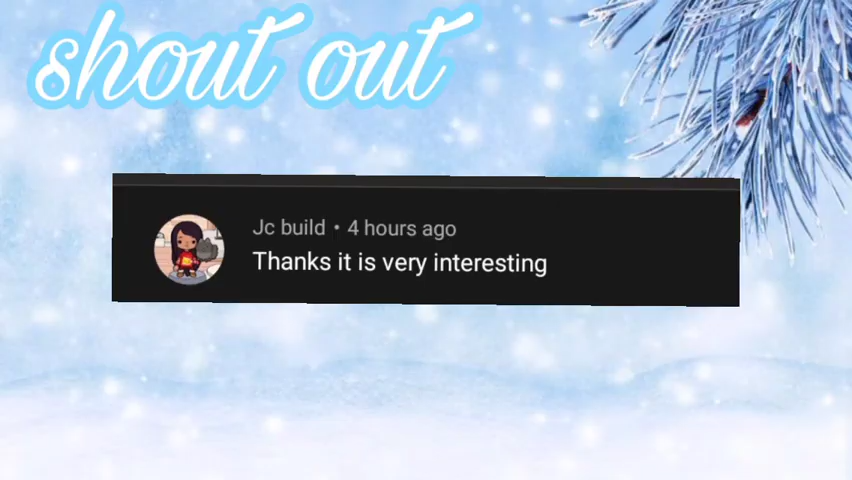 shout out
Jc build • 4 hours ago
Thanks it is very interesting